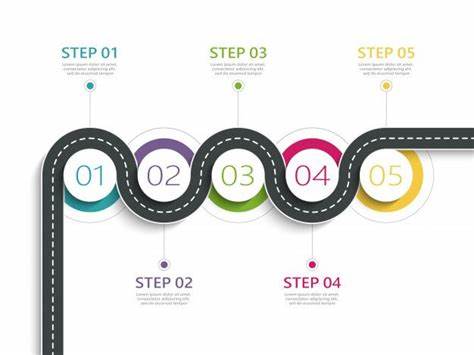 STEP 01
Lorem ipsum dolor sit amet,
consectetur adipiscing elit,
sed do eiusmod tempor
STEP 03
Lorem ipsum dolor sit amet,
consectetur adipiscing elit,
sed do eiusmod tempor
STEP 05
Lorem ipsum dolor sit amet,
consectetur adipiscing elit,
sed do eiusmod tempor
01
02
03
04
05
STEP 02
Lorem ipsum dolor sit amet,
consectetur adipiscing elit,
sed do eiusmod tempor
STEP 04
Lorem ipsum dolor sit amet,
consectetur adipiscing elit,
sed do eiusmod tempor